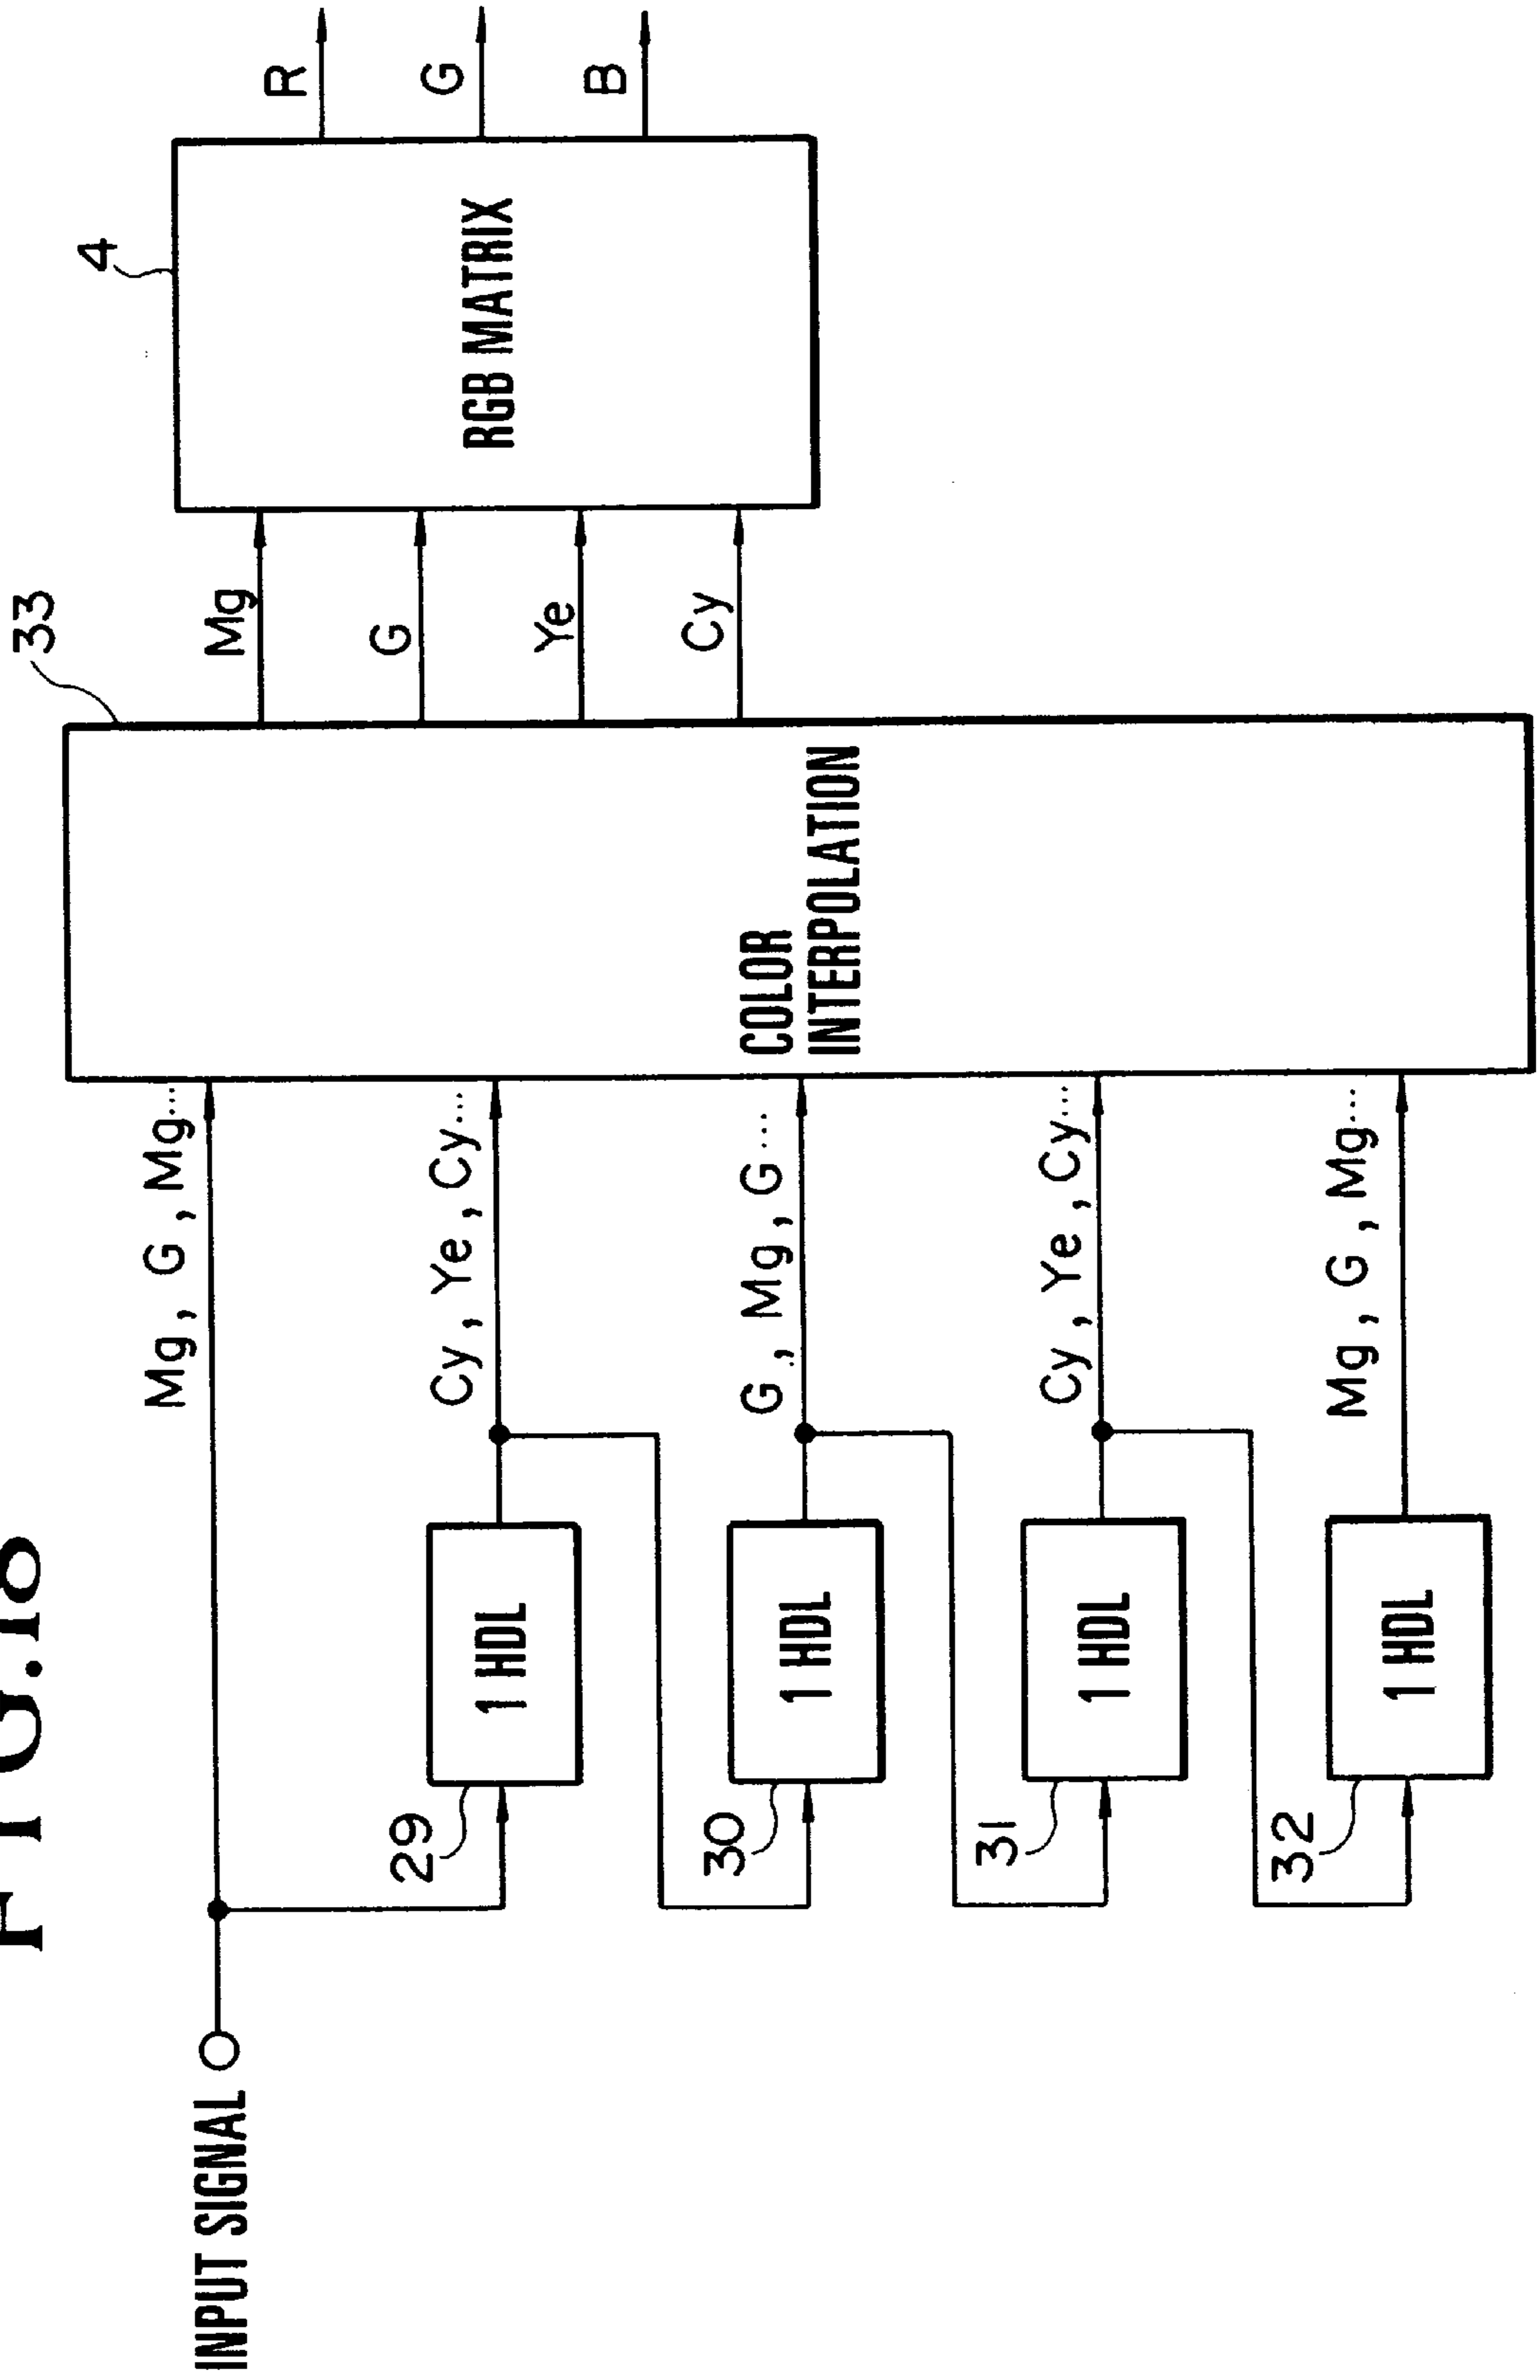 FIG.18
INPUT SIGNAL
Mg, G, Mg...
29
1 HDL
Cy, Ye, Cy...
30
1 HDL
G, Mg, G...
31
1 HDL
Cy, Ye, Cy...
32
1 HDL
Mg, G, Mg...
33
COLOR
INTERPOLATION
Mg
G
Ye
Cy
4
RGB MATRIX
R
G
B